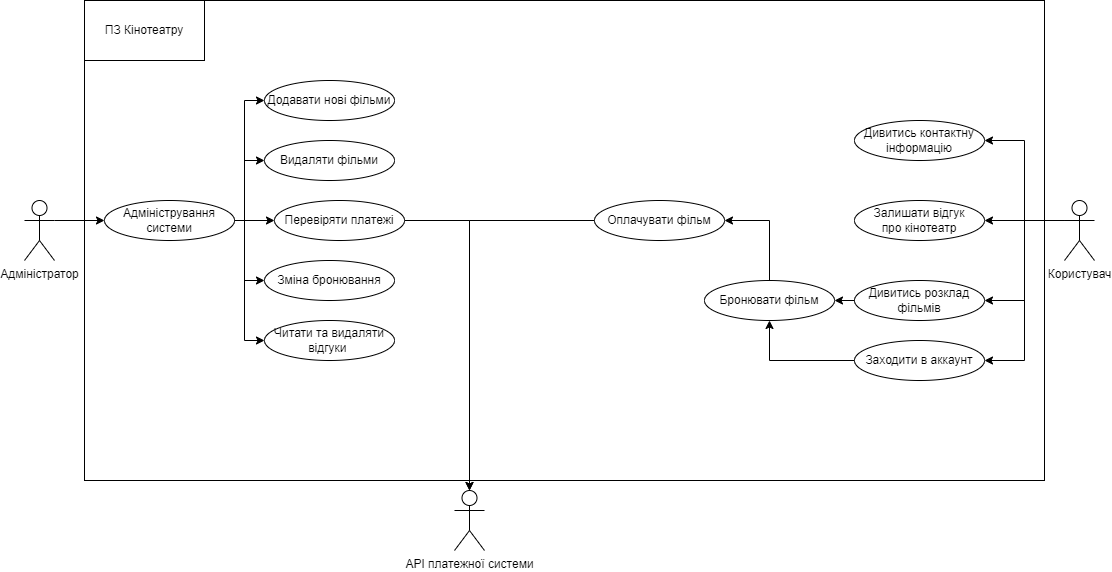 ПЗ Кінотеатру
Додавати нові фільми
Видаляти фільми
Адміністрування
системи
Перевіряти платежі
Зміна бронювання
Читати та видаляти
відгуки
Адміністратор
Оплачувати фільм
Бронювати фільм
Дивитись контактну
інформацію
Залишати відгук
про кінотеатр
Дивитись розклад
фільмів
Заходити в аккаунт
Користувач
API платежної системи